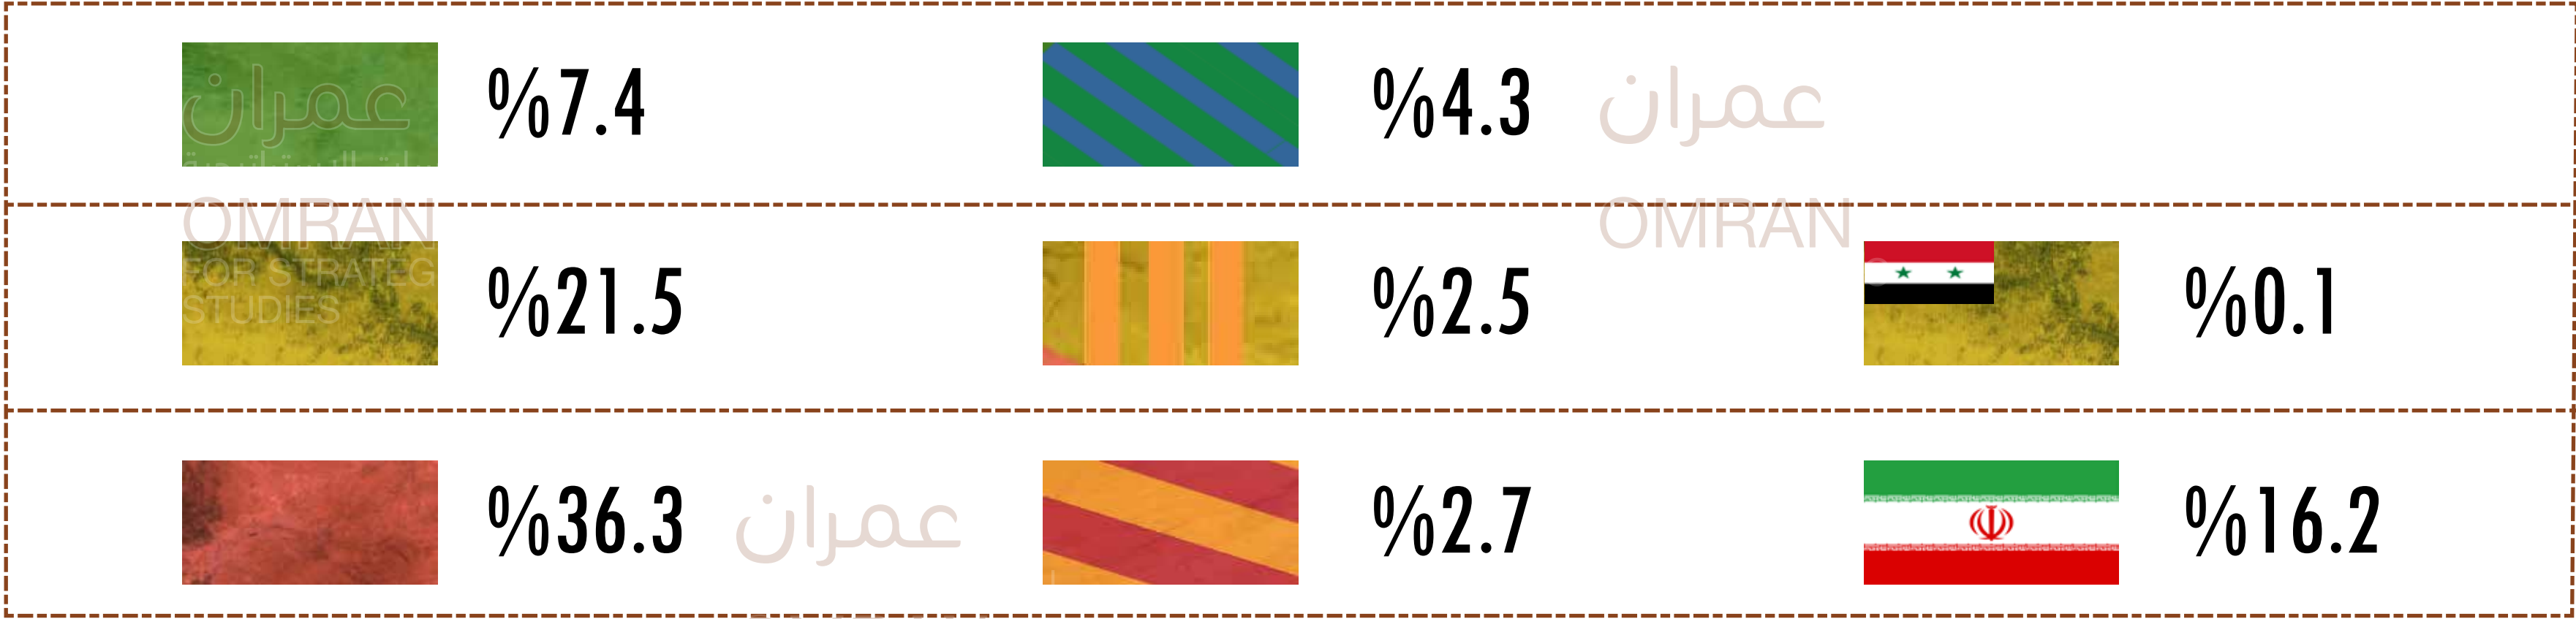 %7.4
%4.3
عمران
عمران
OMRAN
OMRAN
FOR STRATEG
STUDIES
%21.5
%2.5
%0.1
%36.3
عمران
%2.7
%16.2